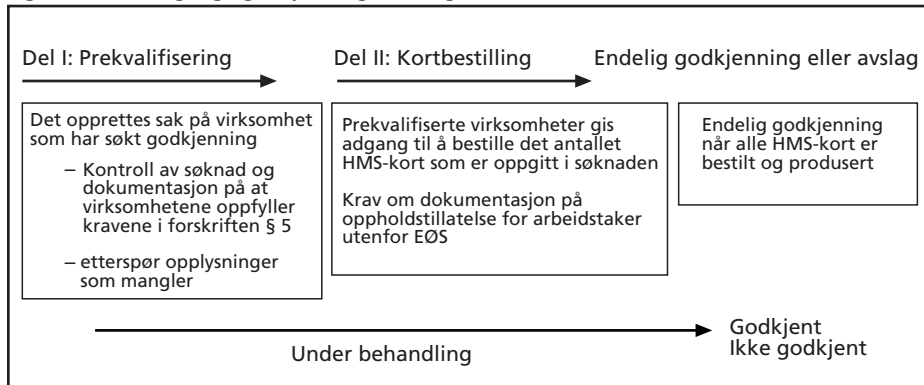 Del I: Prekvalifisering
Del II: Kortbestilling
Endelig godkjenning eller avslag
Det opprettes sak på virksomhet
som har søkt godkjenning
– Kontroll av søknad og
dokumentasjon på at
virksomhetene oppfyller
kravene i forskriften § 5
– etterspør opplysninger
som mangler
Prekvalifiserte virksomheter gis
adgang til å bestille det antallet
HMS-kort som er oppgitt i søknaden
Krav om dokumentasjon på
oppholdstillatelse for arbeidstaker
utenfor EØS
Endelig godkjenning
når alle HMS-kort er
bestilt og produsert
Under behandling
Godkjent
Ikke godkjent